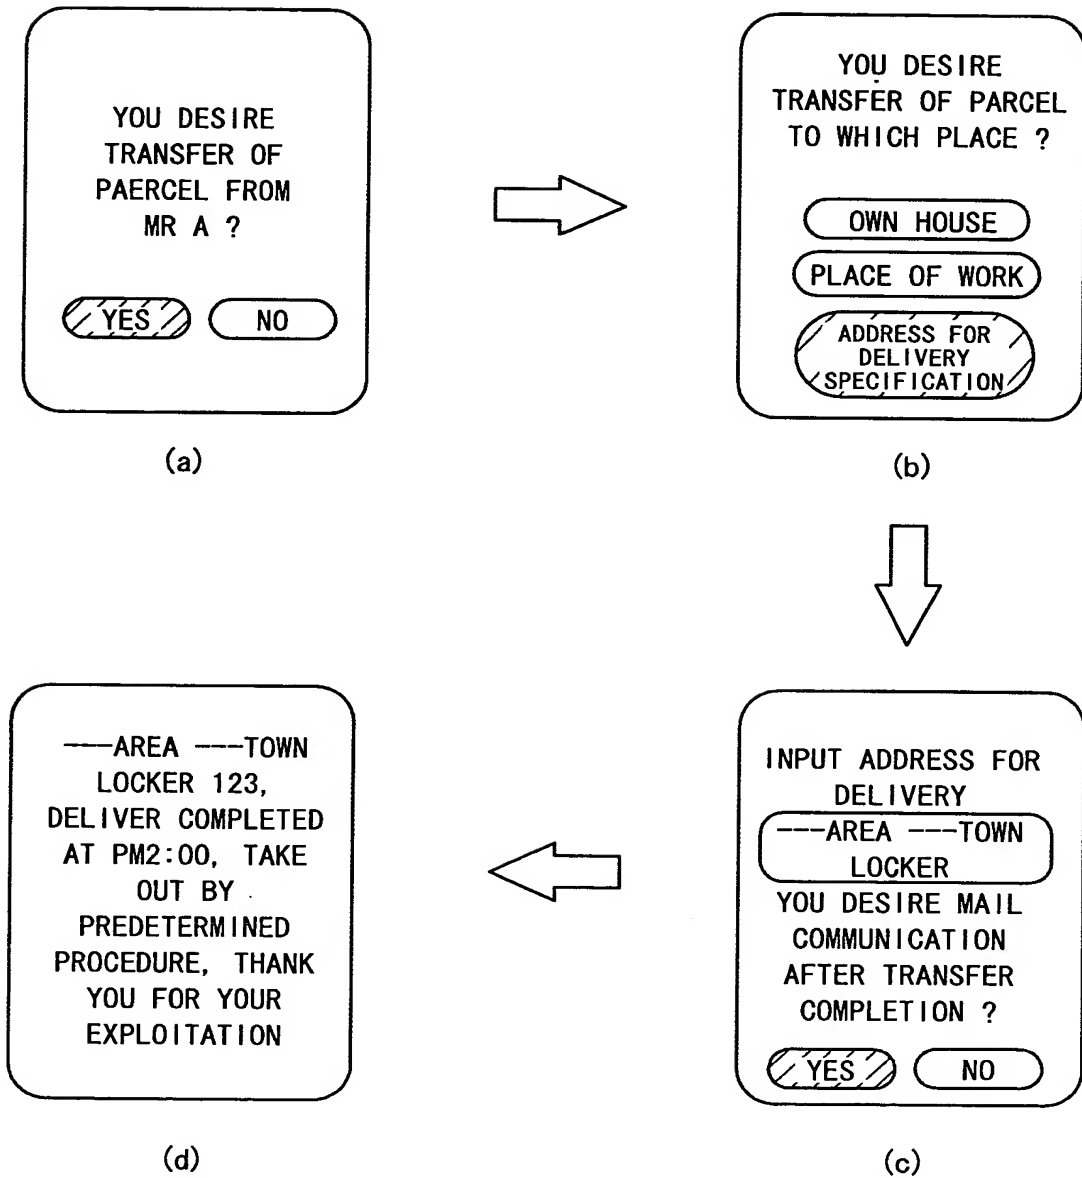 YOU DESIRE
TRANSFER OF
PAERCEL FROM
MR A ?
YES
NO
(a)
YOU DESIRE
TRANSFER OF PARCEL
TO WHICH PLACE ?
OWN HOUSE
PLACE OF WORK
ADDRESS FOR
DELIVERY
SPECIFICATION
(b)
INPUT ADDRESS FOR
DELIVERY
---AREA ---TOWN
LOCKER
YOU DESIRE MAIL
COMMUNICATION
AFTER TRANSFER
COMPLETION ?
YES
NO
(c)
---AREA ---TOWN
LOCKER 123,
DELIVER COMPLETED
AT PM2:00, TAKE
OUT BY
PREDETERMINED
PROCEDURE, THANK
YOU FOR YOUR
EXPLOITATION
(d)